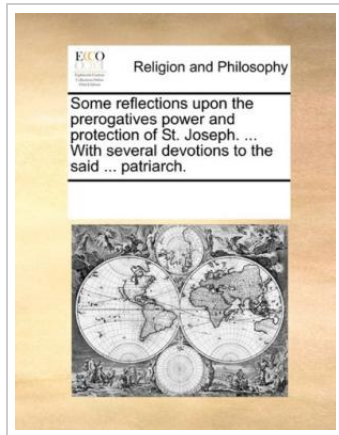 ECCO
Religion and Philosophy
Some reflections upon the
prerogatives power and
protection of St. Joseph. ...
With several devotions to the
said ... patriarch.